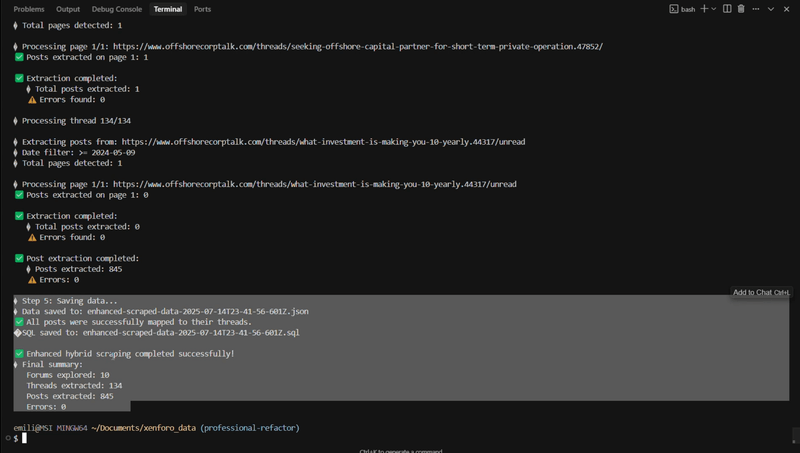 Problems Output Debug Console Terminal Ports
bash
Total pages detected: 1
Processing page 1/1: https://www.offshorecorptalk.com/threads/seeking-offshore-capital-partner-for-short-term-private-operation.47852/
Posts extracted on page 1: 1
Extraction completed:
Total posts extracted: 1
Errors found: 0
Processing thread 134/134
Extracting posts from: https://www.offshorecorptalk.com/threads/what-investment-is-making-you-10-yearly.44317/unread
Date filter: >= 2024-05-09
Total pages detected: 1
Processing page 1/1: https://www.offshorecorptalk.com/threads/what-investment-is-making-you-10-yearly.44317/unread
Posts extracted on page 1: 0
Extraction completed:
Total posts extracted: 0
Errors found: 0
Post extraction completed:
Posts extracted: 845
Errors: 0
Add to Chat Ctrl+L
Step 5: Saving data...
Data saved to: enhanced-scraped-data-2025-07-14T23-41-56-601Z.json
All posts were successfully mapped to their threads.
SQL saved to: enhanced-scraped-data-2025-07-14T23-41-56-601Z.sql
Enhanced hybrid scraping completed successfully!
Final summary:
Forums explored: 10
Threads extracted: 134
Posts extracted: 845
Errors: 0
emili@MSI MINGW64 ~/Documents/xenforo_data (professional-refactor)
$
Ctrl+K to generate a command